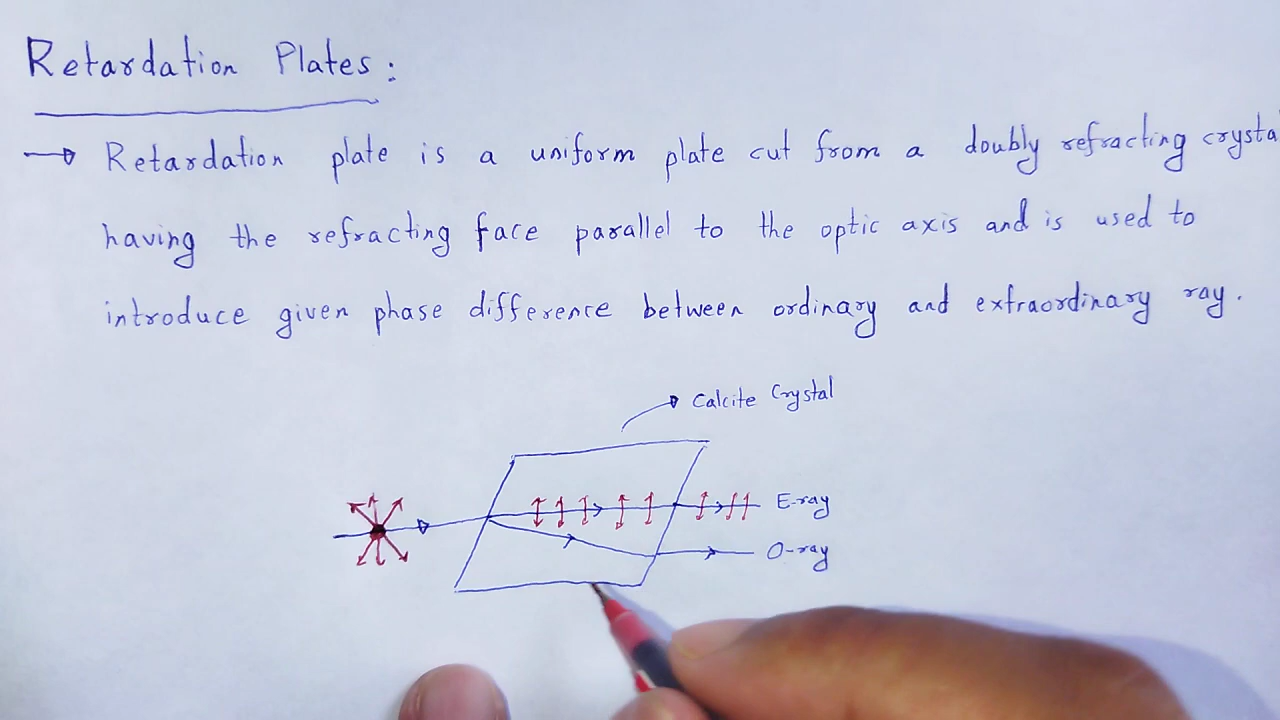 Retardation Plates:
Retardation plate is a uniform plate cut from a doubly refracting crysta
having the refracting face parallel to the optic axis and is used to
introduce given phase difference between ordinary and extraordinary ray.
Calcite Crystal
E-ray
O-ray